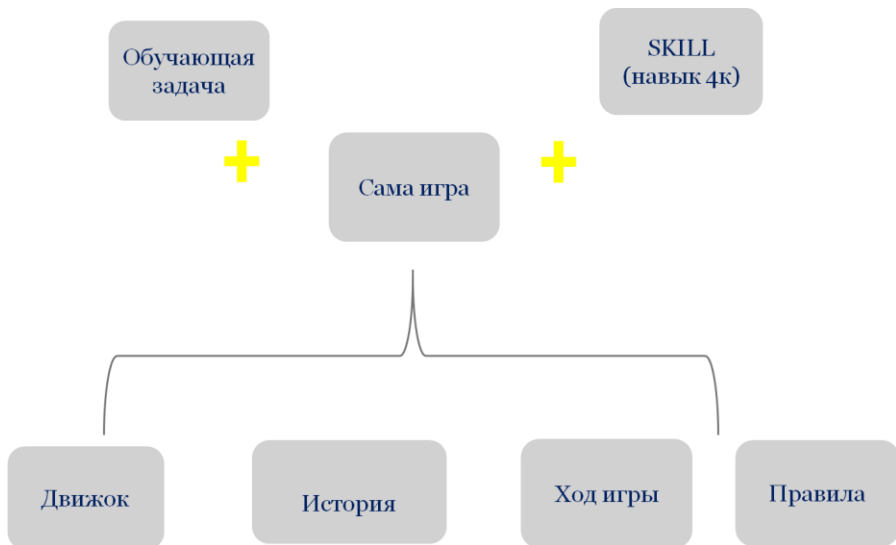 Обучающая
задача
SKILL
(навык 4к)
Сама игра
Движок
История
Ход игры
Правила